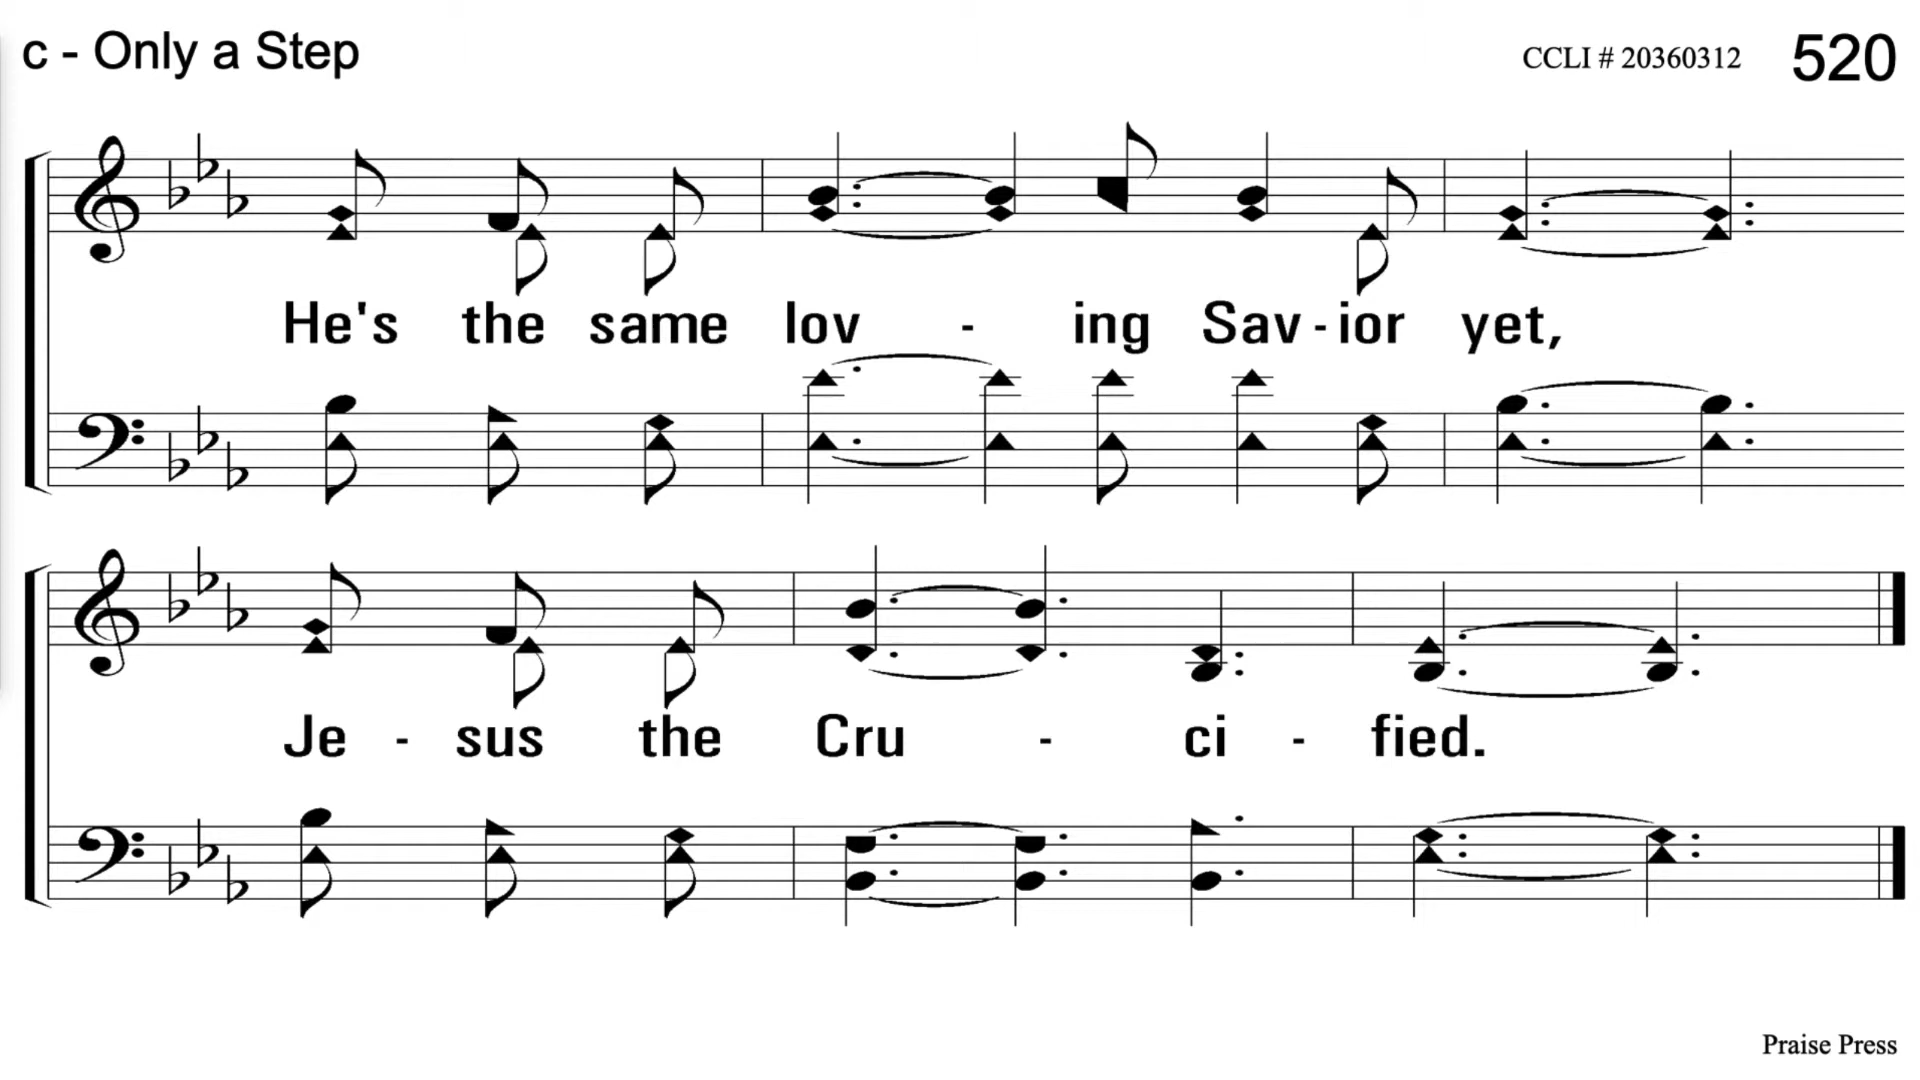 c - Only a Step
CCLI # 20360312 520
He's the same lov - ing Sav - ior yet,
Je - sus the Cru - ci - fied.
Praise Press